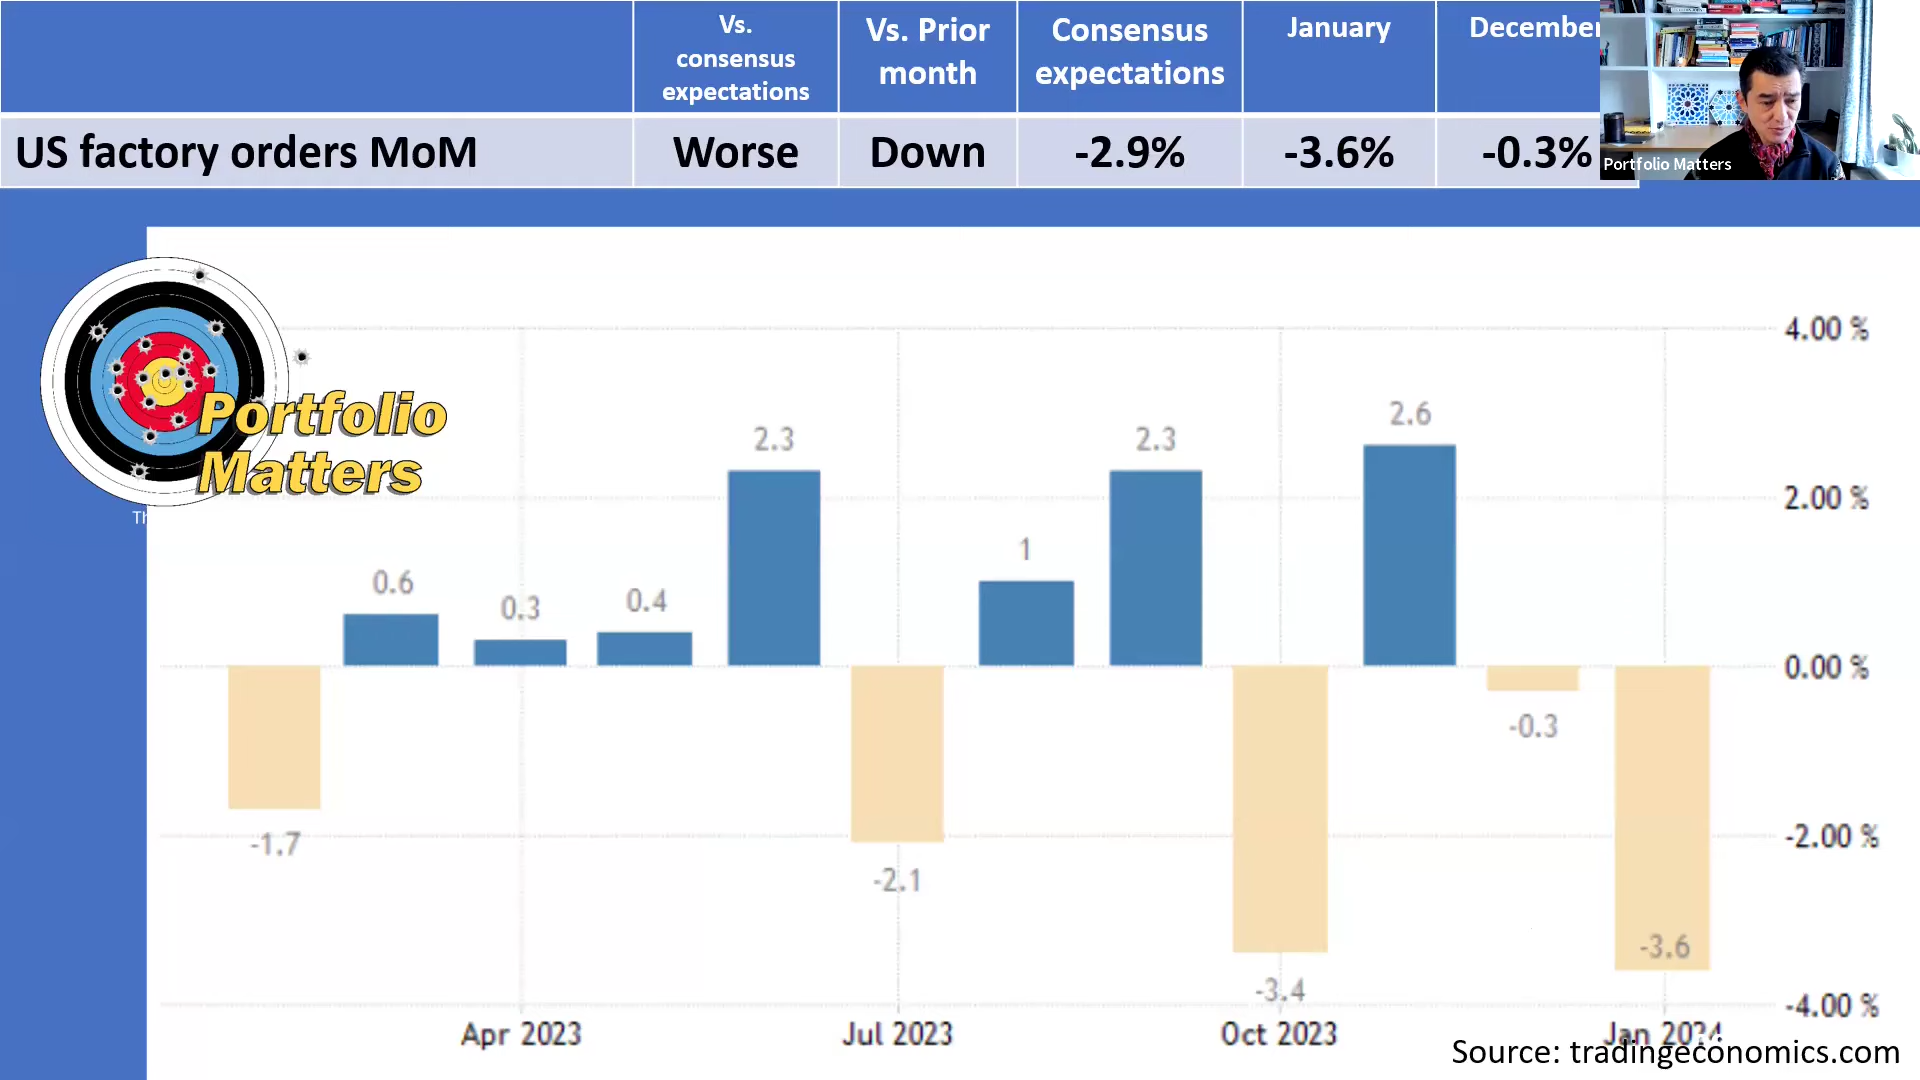 Vs.
consensus
expectations
Vs. Prior
month
Consensus
expectations
January
December
US factory orders MoM
Worse
Down
-2.9%
-3.6%
-0.3%
Portfolio Matters
Portfolio
Matters
Th
4.00 %
2.00 %
0.00 %
-2.00 %
-4.00 %
-1.7
0.6
0.3
0.4
2.3
-2.1
1
2.3
-3.4
2.6
-0.3
-3.6
Apr 2023
Jul 2023
Oct 2023
Jan 2024
Source: tradingeconomics.com